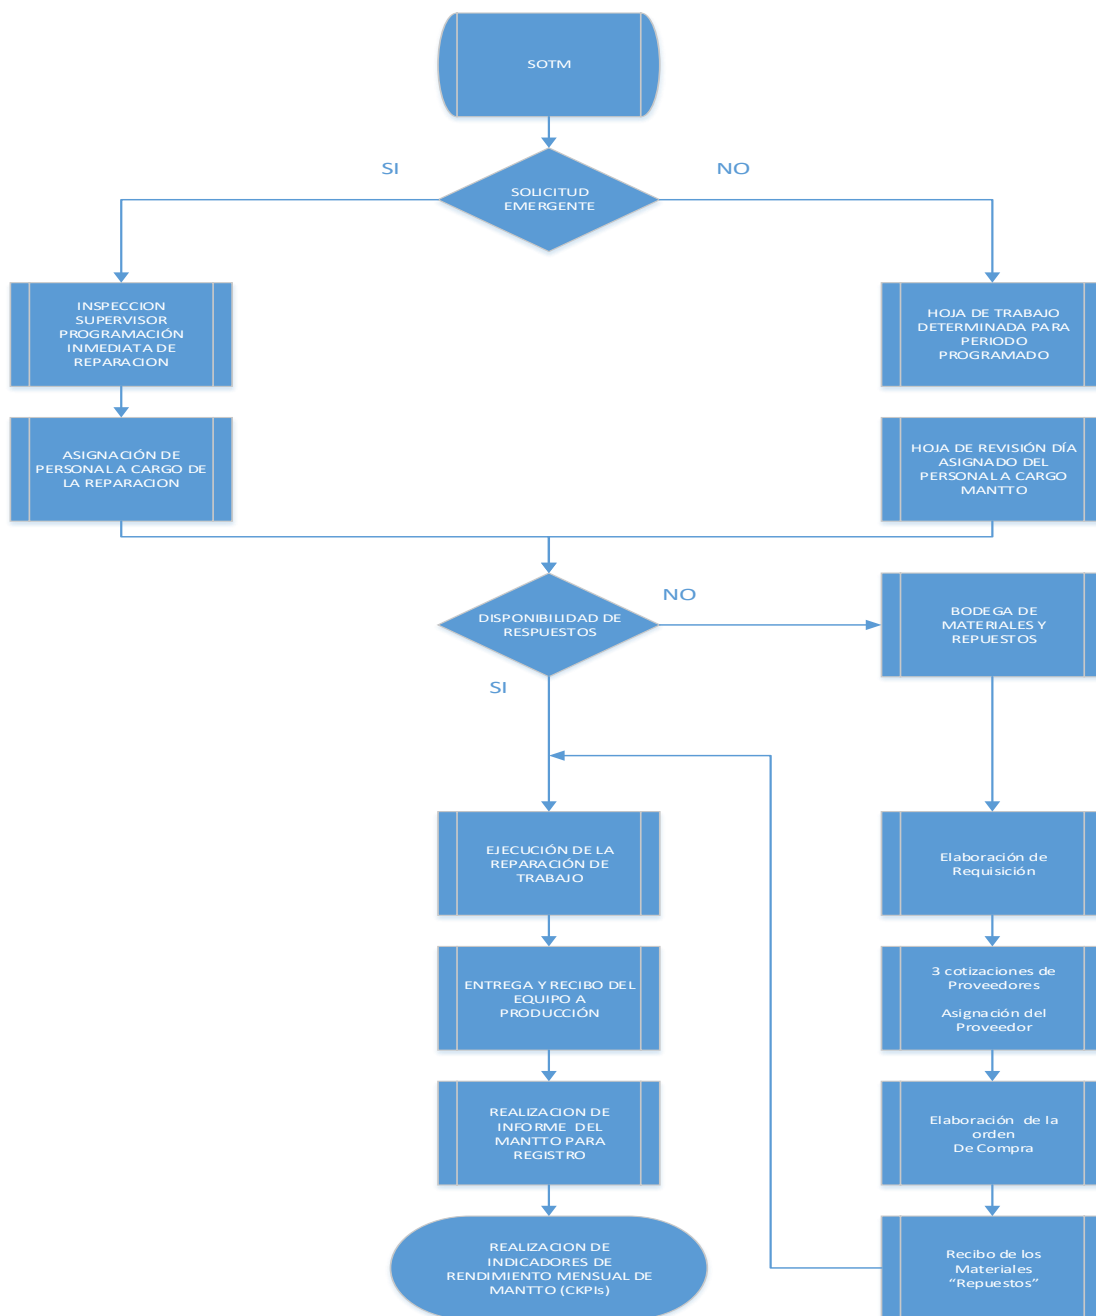 SOTM
SI
NO
SOLICITUD
EMERGENTE
INSPECCION
SUPERVISOR
PROGRAMACIÓN
INMEDIATA DE
REPARACION
HOJA DE TRABAJO
DETERMINADA PARA
PERIODO
PROGRAMADO
ASIGNACIÓN DE
PERSONAL A CARGO DE
LA REPARACION
HOJA DE REVISIÓN DÍA
ASIGNADO DEL
PERSONAL A CARGO
MANTTO
DISPONIBILIDAD DE
RESPUESTOS
NO
SI
BODEGA DE
MATERIALES Y
REPUESTOS
EJECUCIÓN DE LA
REPARACIÓN DE
TRABAJO
Elaboración de
Requisición
ENTREGA Y RECIBO DEL
EQUIPO A
PRODUCCIÓN
3 cotizaciones de
Proveedores
Asignación del
Proveedor
REALIZACION DE
INFORME DEL
MANTTO PARA
REGISTRO
Elaboración de la
orden
De Compra
REALIZACION DE
INDICADORES DE
RENDIMIENTO MENSUAL DE
MANTTO (CKPIs)
Recibo de los
Materiales
“Repuestos”